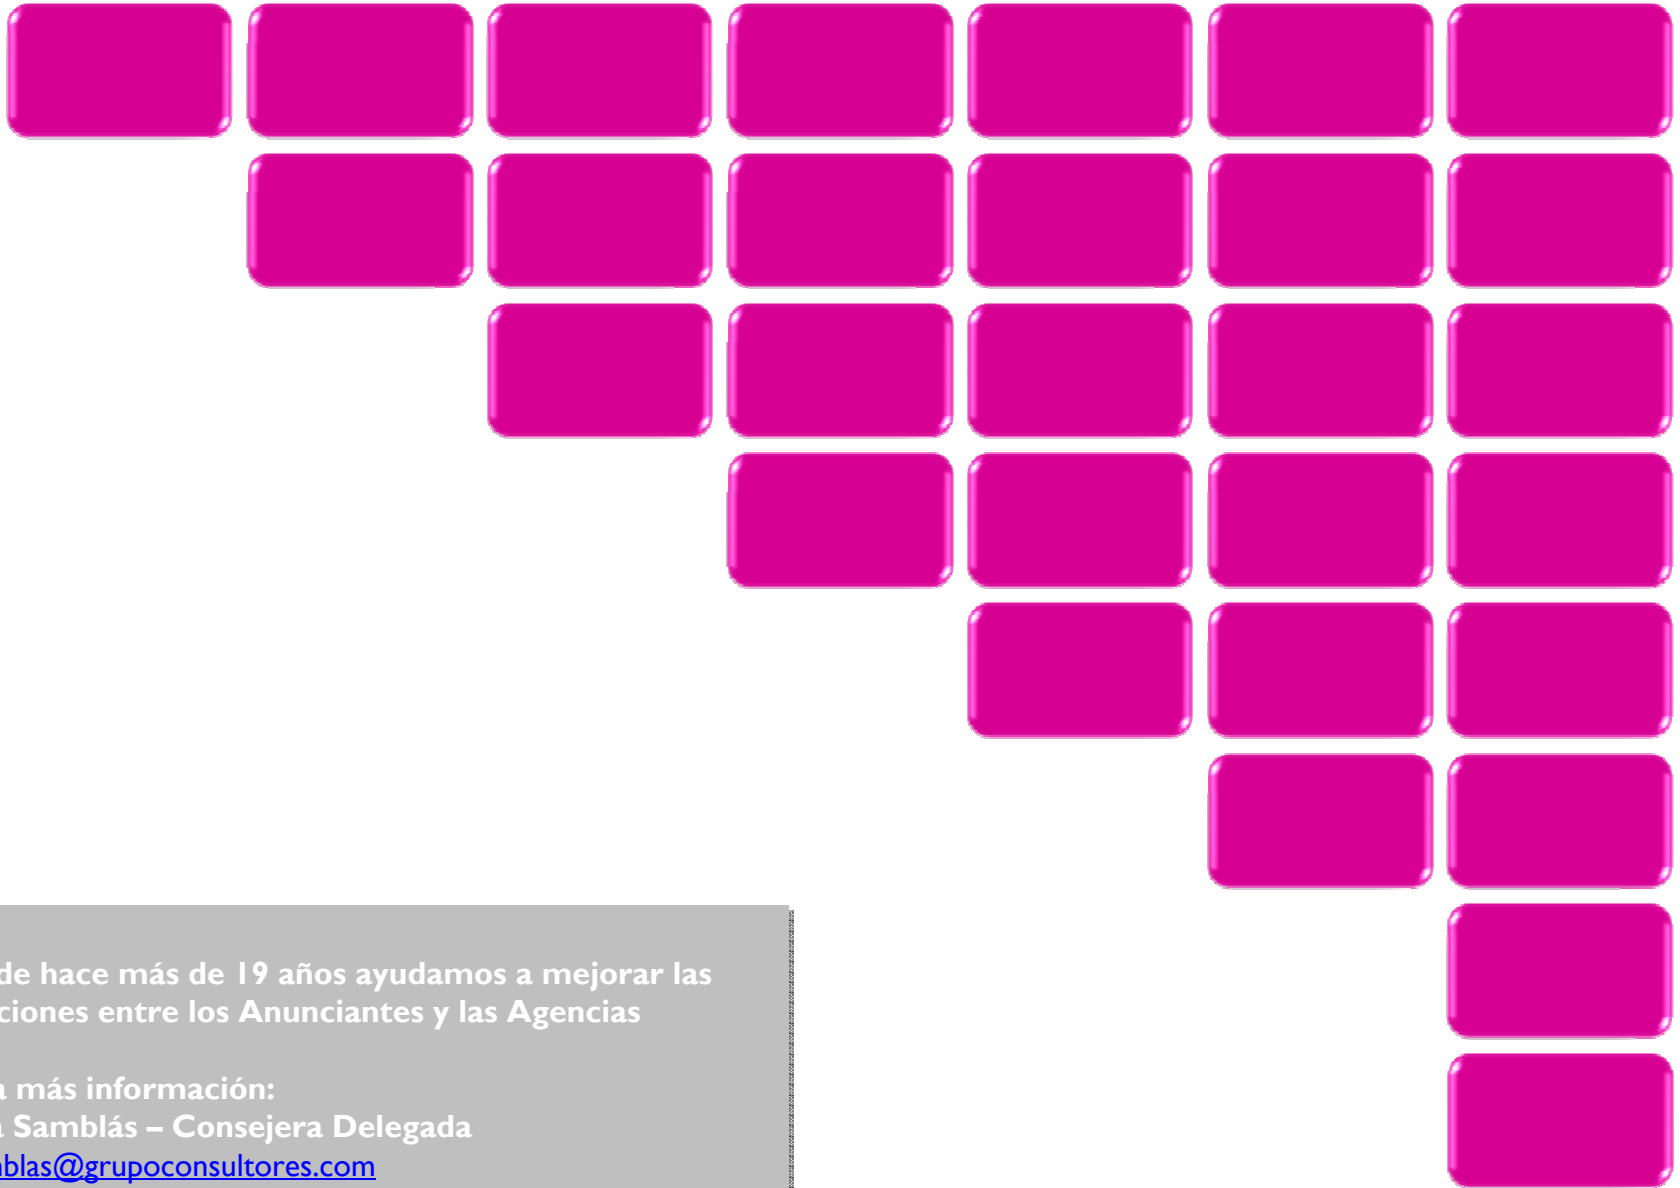 de hace más de 19 años ayudamos a mejorar las
ciones entre los Anunciantes y las Agencias
a más información:
a Samblás – Consejera Delegada
nblas@grupoconsultores.com